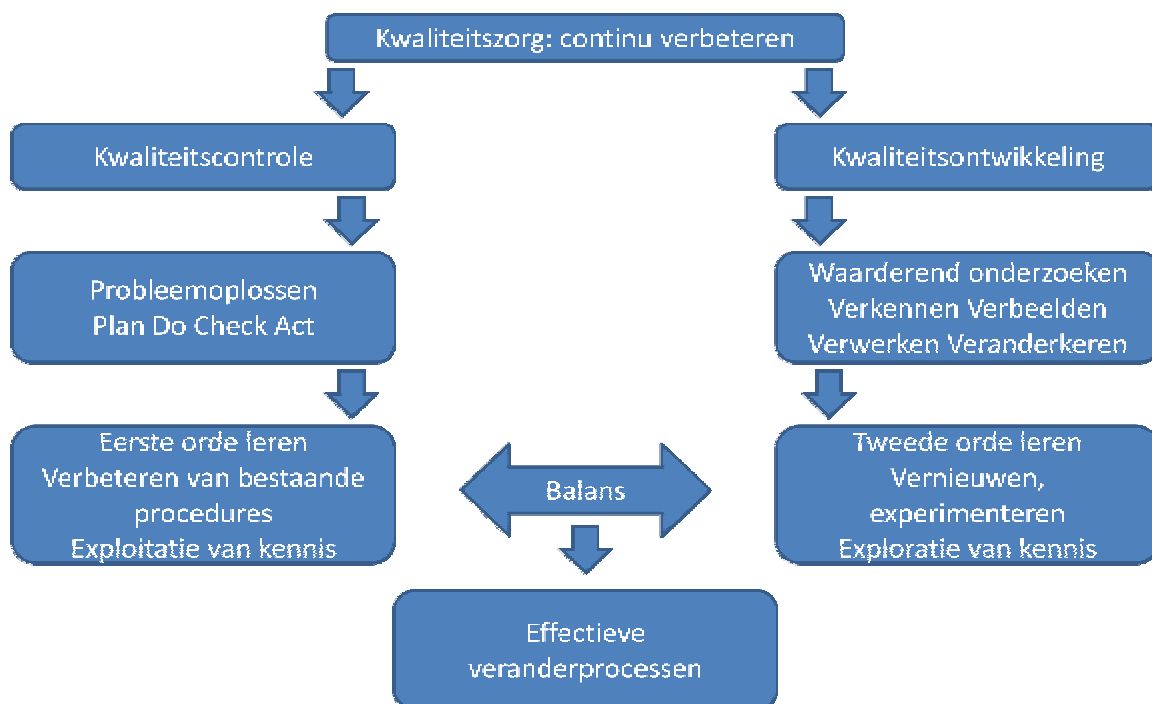 Kwaliteitszorg: continu verbeteren
Kwaliteitscontrole
Kwaliteitsontwikkeling
Probleemoplossen
Plan Do Check Act
Waarderend onderzoeken
Verkennen Verbeelden
Verwerken Veranderkeren
Eerste orde leren
Verbeteren van bestaande
procedures
Exploitatie van kennis
Balans
Tweede orde leren
Vernieuwen,
experimenteren
Exploratie van kennis
Effectieve
veranderprocessen